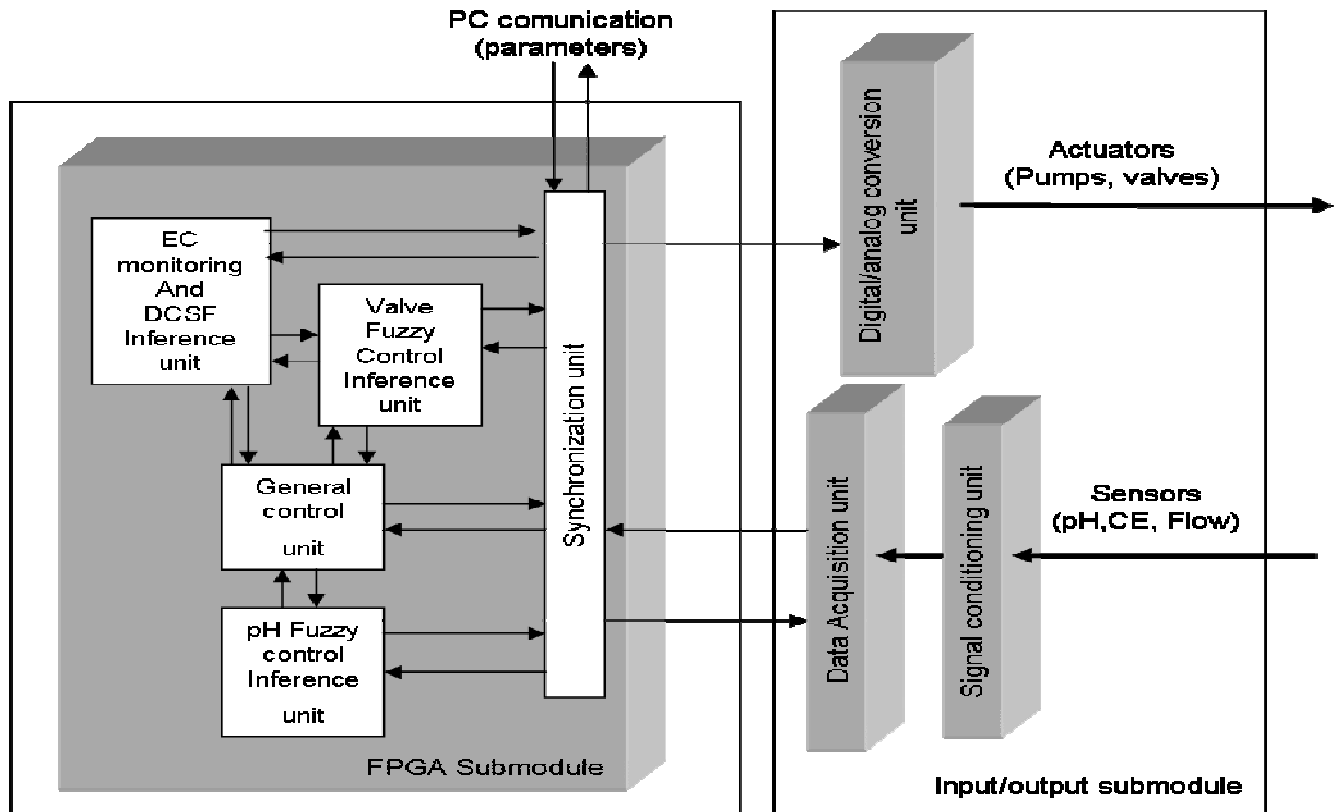 PC comunication
(parameters)
EC
monitoring
And
DCSF
Inference
unit
Valve
Fuzzy
Control
Inference
unit
General
control
unit
pH Fuzzy
control
Inference
unit
Synchronization unit
FPGA Submodule
Digital/analog conversion
unit
Actuators
(Pumps, valves)
Data Acquisition unit
Signal conditioning unit
Sensors
(pH,CE, Flow)
Input/output submodule